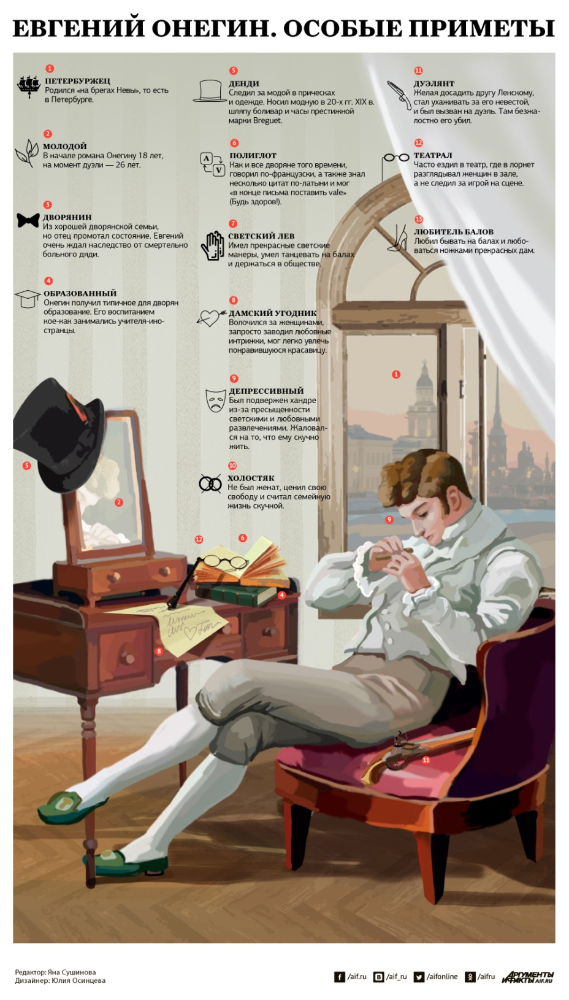 ЕВГЕНИЙ ОНЕГИН. ОСОБЫЕ ПРИМЕТЫ
1
ПЕТЕРБУРЖЕЦ
Родился «на брегах Невы», то есть
в Петербурге.
2
МОЛОДОЙ
В начале романа Онегину 18 лет,
на момент дуэли — 26 лет.
3
ДВОРЯНИН
Из хорошей дворянской семьи,
но отец промотал состояние. Евгений
очень ждал наследство от смертельно
больного дяди.
4
ОБРАЗОВАННЫЙ
Онегин получил типичное для дворян
образование. Его воспитанием
кое-как занимались учителя-ино-
странцы.
5
ДЕНДИ
Следил за модой в прическах
и одежде. Носил модную в 20-х гг. XIX в.
шляпу боливар и часы престижной
марки Breguet.
6
A
V
ПОЛИГЛОТ
Как и все дворяне того времени,
говорил по-французски, а также знал
несколько цитат по-латыни и мог
«в конце письма поставить vale»
(Будь здоров!).
7
СВЕТСКИЙ ЛЕВ
Имел прекрасные светские
манеры, умел танцевать на балах
и держаться в обществе.
8
ДАМСКИЙ УГОДНИК
Волочился за женщинами,
запросто заводил любовные
интрижки, мог легко увлечь
понравившуюся красавицу.
9
ДЕПРЕССИВНЫЙ
Был подвержен хандре
из-за пресыщенности
светскими и любовными
развлечениями. Жаловал-
ся на то, что ему скучно
жить.
10
ХОЛОСТЯК
Не был женат, ценил свою
свободу и считал семейную
жизнь скучной.
11
ДУЭЛЯНТ
Желая досадить другу Ленскому,
стал ухаживать за его невестой,
и был вызван на дуэль. Там безжа-
лостно его убил.
12
ТЕАТРАЛ
Часто ездил в театр, где в лорнет
разглядывал женщин в зале,
а не следил за игрой на сцене.
13
ЛЮБИТЕЛЬ БАЛОВ
Любил бывать на балах и любо-
ваться ножками прекрасных дам.
1
5
2
9
12
6
4
8
11
Редактор: Яна Сушинова
Дизайнер: Юлия Осинцева
/aif.ru
/aif_ru
/aifonline
/aifru
АРГУМЕНТЫ
И ФАКТЫ AIF.RU